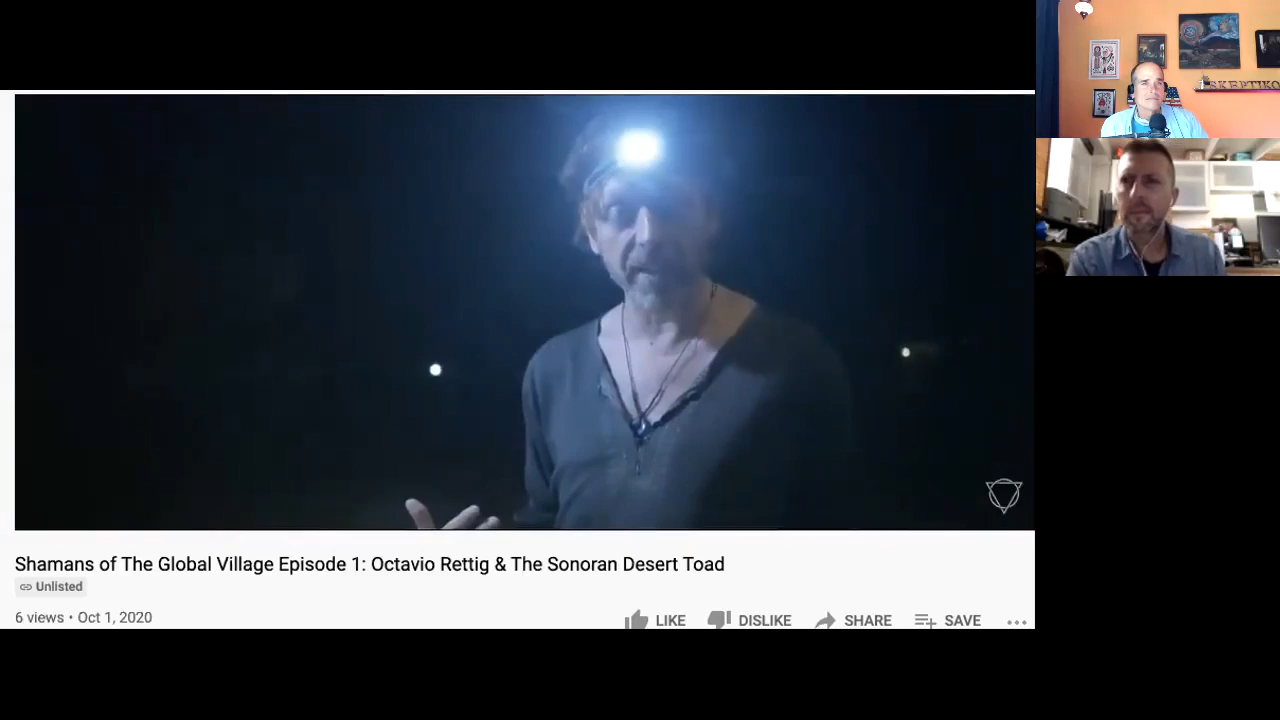 SKEPTIKO
Shamans of The Global Village Episode 1: Octavio Rettig & The Sonoran Desert Toad
Unlisted
6 views • Oct 1, 2020
LIKE DISLIKE SHARE SAVE